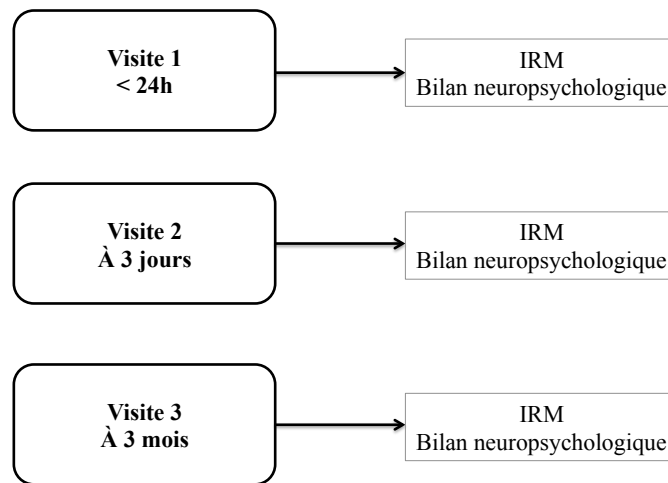 Visite 1
< 24h
IRM
Bilan neuropsychologique
Visite 2
À 3 jours
IRM
Bilan neuropsychologique
Visite 3
À 3 mois
IRM
Bilan neuropsychologique